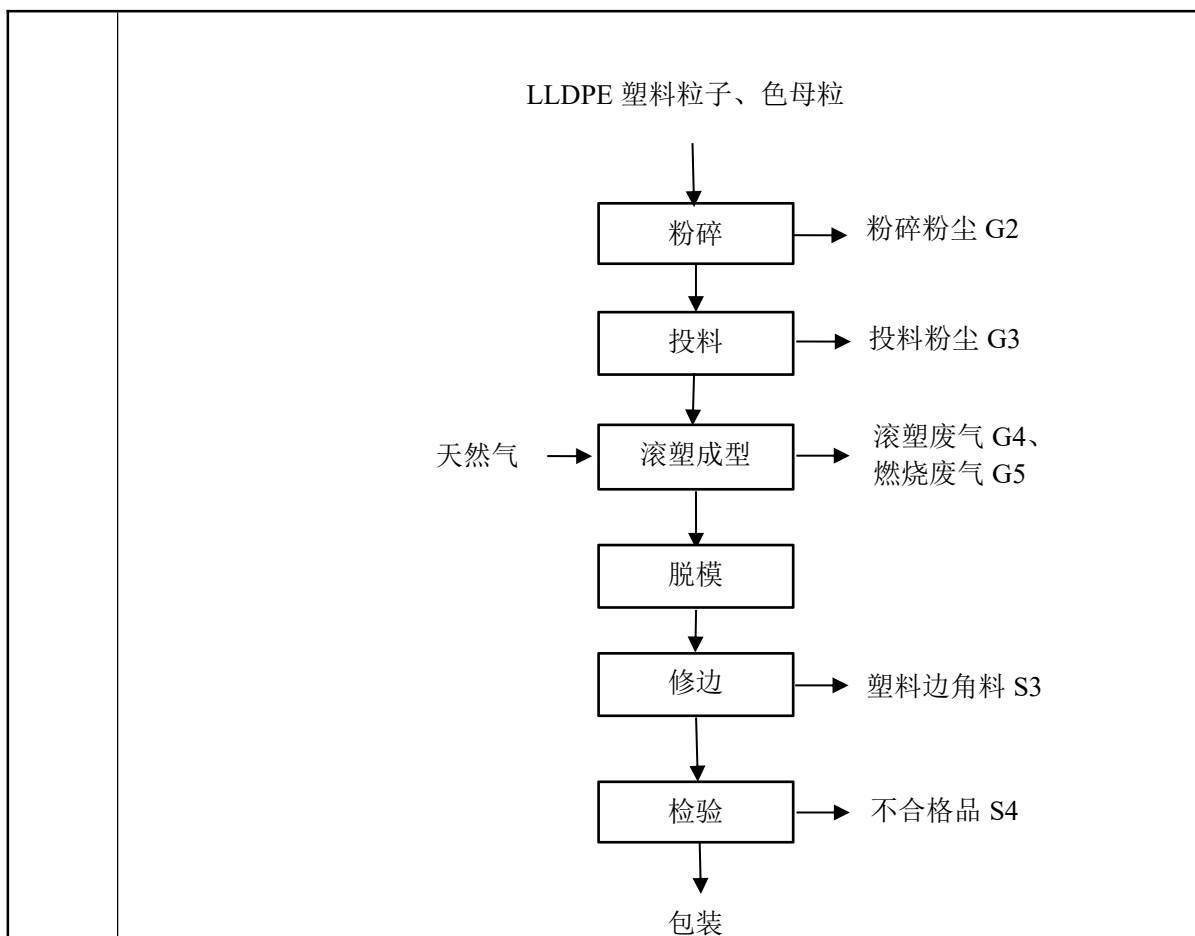 LLDPE 塑料粒子、色母粒
粉碎
粉碎粉尘 G2
投料
投料粉尘 G3
天然气
滚塑成型
滚塑废气 G4、
燃烧废气 G5
脱模
修边
塑料边角料 S3
检验
不合格品 S4
包装